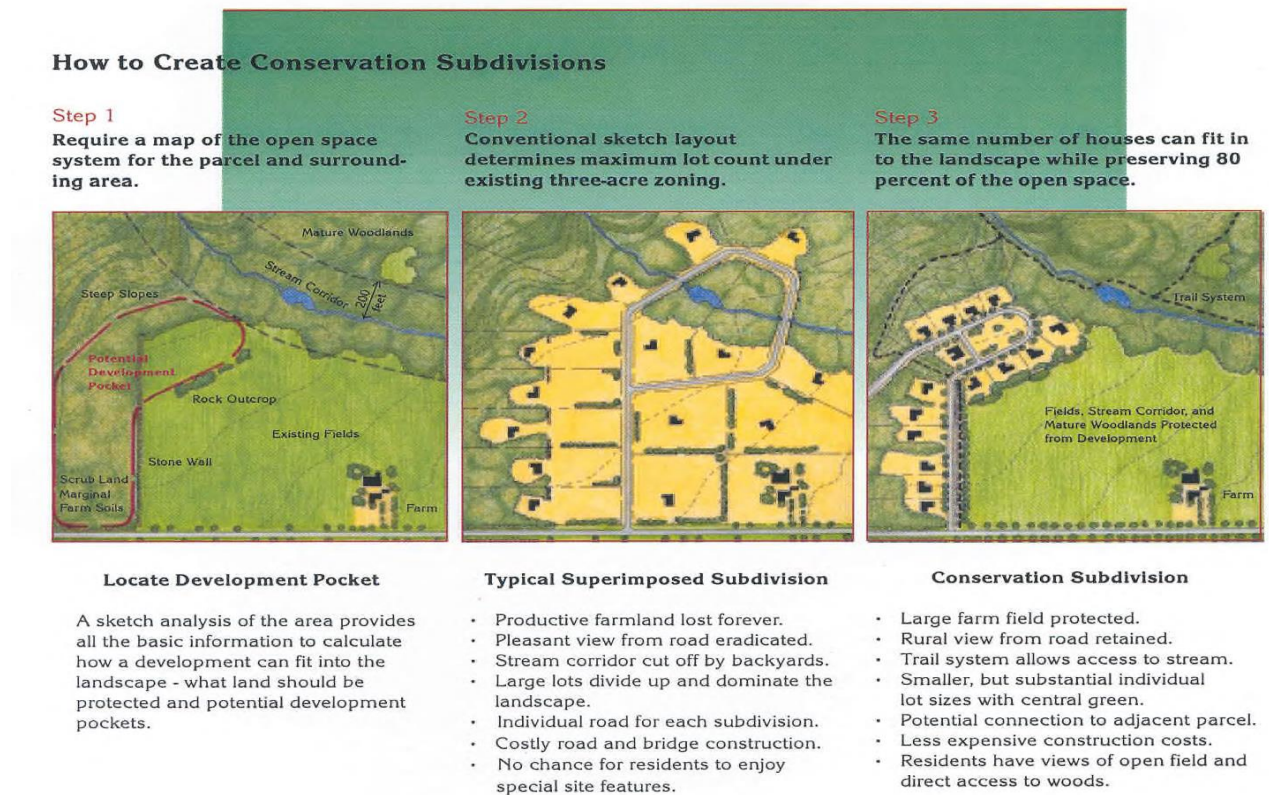 How to Create Conservation Subdivisions
Step 1
Require a map of the open space
system for the parcel and surround-
ing area.
Mature Woodlands
Stream Corridor
200
feet
Steep Slopes
Potential
Development
Pocket
Rock Outcrop
Existing Fields
Stone Wall
Scrub Land
Marginal
Farm Soils
Farm
Locate Development Pocket
A sketch analysis of the area provides
all the basic information to calculate
how a development can fit into the
landscape - what land should be
protected and potential development
pockets.
Step 2
Conventional sketch layout
determines maximum lot count under
existing three-acre zoning.
Typical Superimposed Subdivision
· Productive farmland lost forever.
· Pleasant view from road eradicated.
· Stream corridor cut off by backyards.
· Large lots divide up and dominate the
landscape.
· Individual road for each subdivision.
· Costly road and bridge construction.
· No chance for residents to enjoy
special site features.
Step 3
The same number of houses can fit in
to the landscape while preserving 80
percent of the open space.
Trail System
Fields, Stream Corridor, and
Mature Woodlands Protected
from Development
Farm
Conservation Subdivision
· Large farm field protected.
· Rural view from road retained.
· Trail system allows access to stream.
· Smaller, but substantial individual
lot sizes with central green.
· Potential connection to adjacent parcel.
· Less expensive construction costs.
· Residents have views of open field and
direct access to woods.